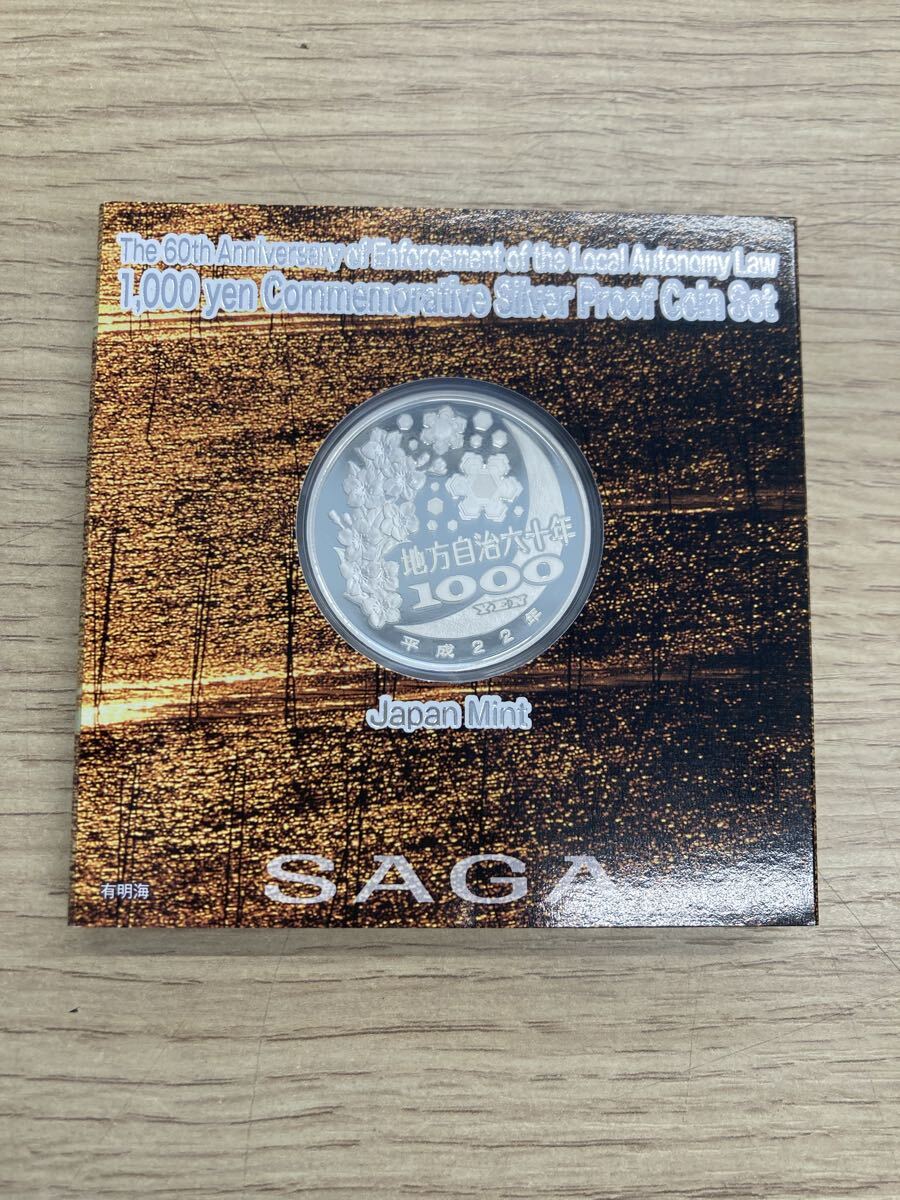 The 60th Anniversary of Enforcement of the Local Autonomy Law
1,000 yen Commemorative Silver Proof Coin Set
地方自治六十年
1000
YEN
平成22年
Japan Mint
SAGA
有明海